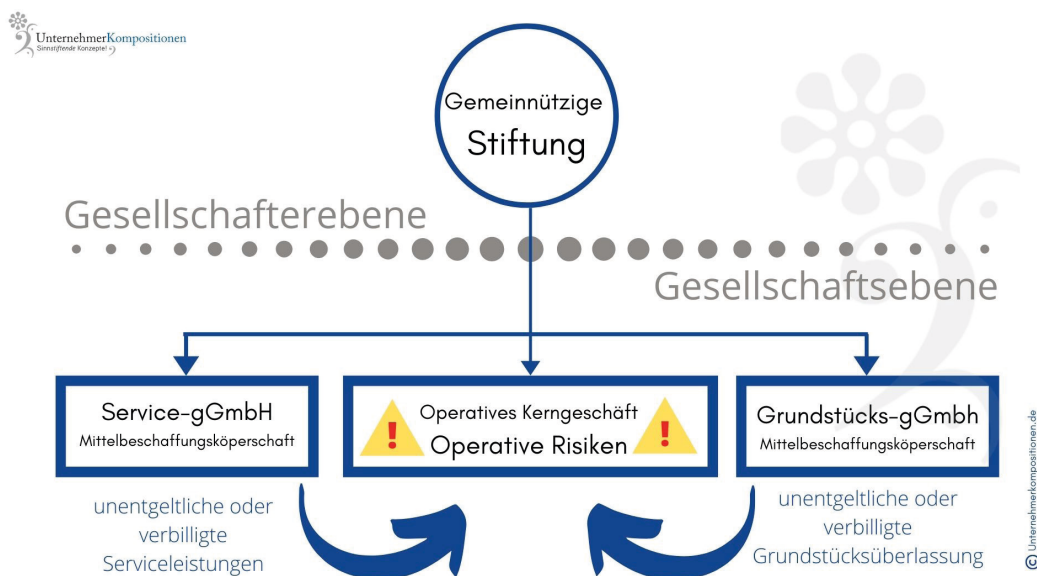 UnternehmerKompositionen
Sinnstiftende Konzepte!
Gemeinnützige
Stiftung
Gesellschafterebene
Gesellschaftsebene
Service-gGmbH
Mittelbeschaffungsköperschaft
! Operatives Kerngeschäft !
Operative Risiken
Grundstücks-gGmbh
Mittelbeschaffungsköperschaft
unentgeltliche oder
verbilligte
Serviceleistungen
unentgeltliche oder
verbilligte
Grundstücksüberlassung
© Unternehmerkompositionen.de